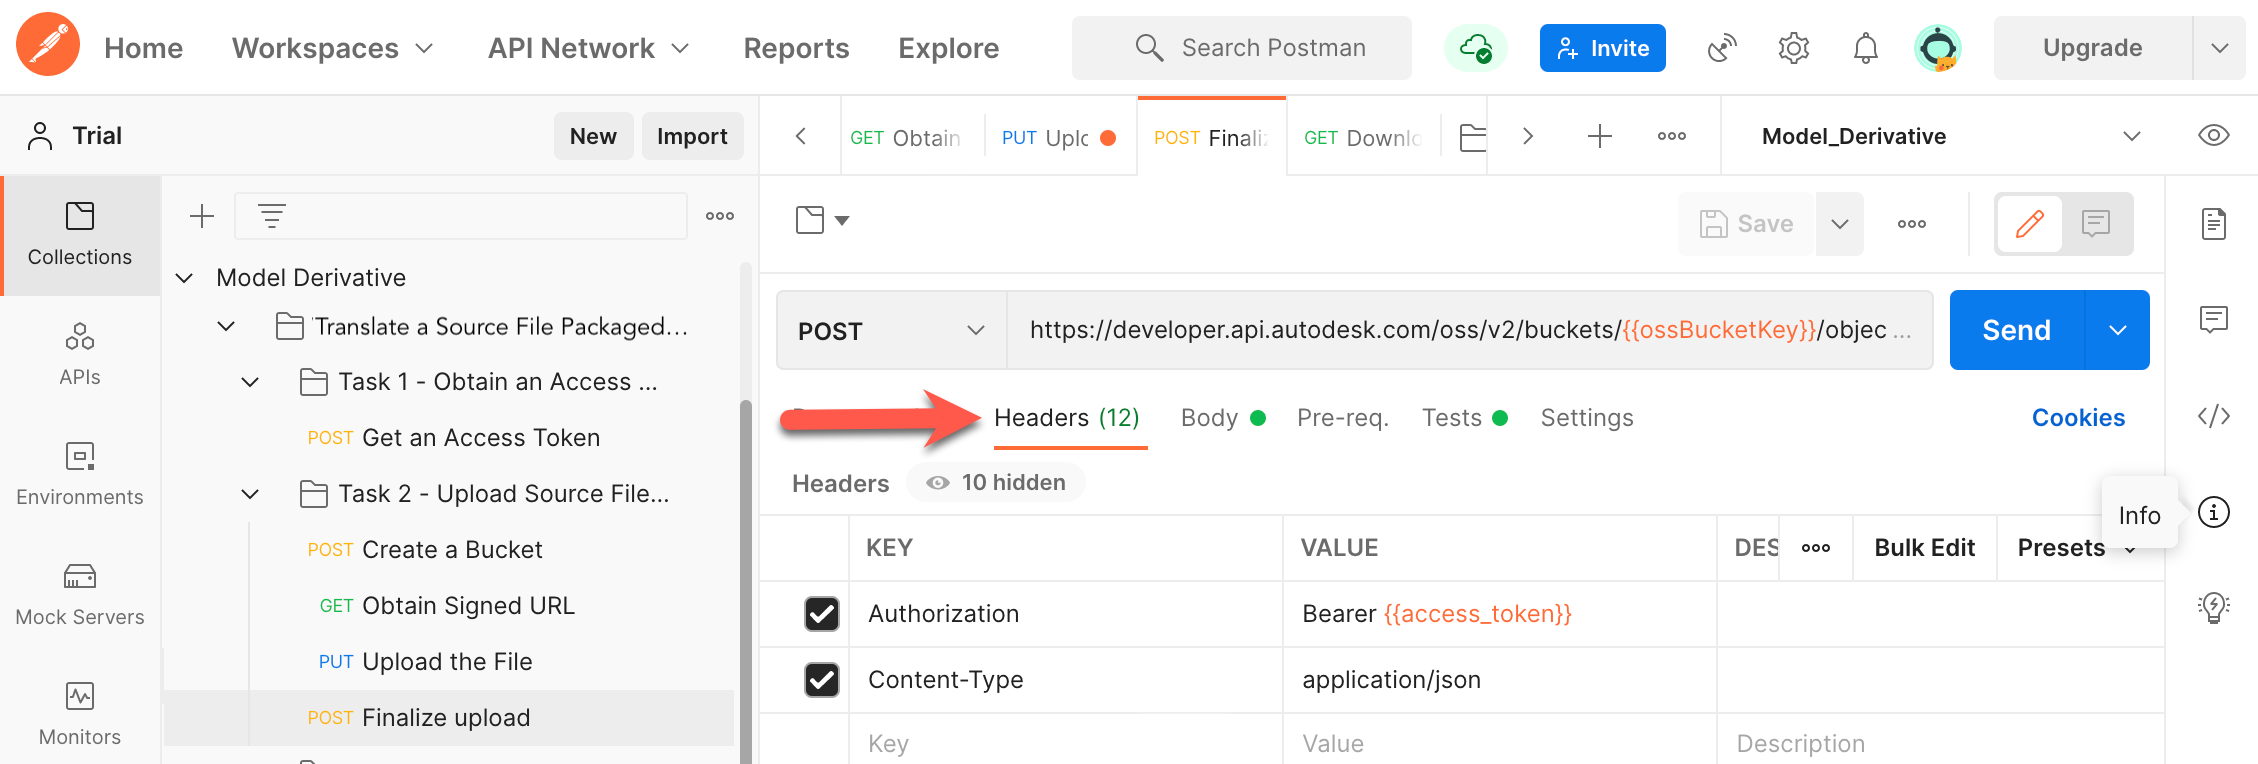 Home Workspaces API Network Reports Explore Search Postman Invite Upgrade
Trial New Import
GET Obtain PUT Uplc POST Finali GET Downlo Model_Derivative
Collections
Save
Model Derivative
Translate a Source File Packaged...
POST https://developer.api.autodesk.com/oss/v2/buckets/{{ossBucketKey}}/objec ... Send
APIs
Task 1 - Obtain an Access ...
Headers (12) Body Pre-req. Tests Settings Cookies
POST Get an Access Token
Headers 10 hidden
Environments
Task 2 - Upload Source File...
Info
KEY VALUE DES ••• Bulk Edit Presets
POST Create a Bucket
GET Obtain Signed URL
Authorization Bearer {{access_token}}
Mock Servers
PUT Upload the File
Content-Type application/json
POST Finalize upload
Monitors
Key Value Description